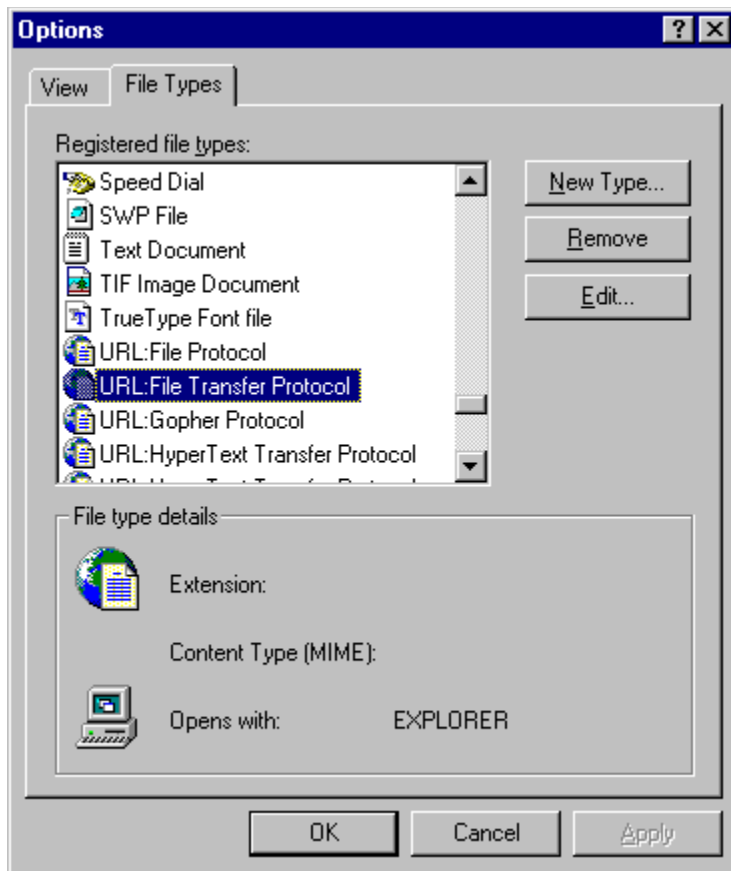 Options
View
File Types
Registered file types:
Speed Dial
SWP File
Text Document
TIF Image Document
TrueType Font file
URL:File Protocol
URL:File Transfer Protocol
URL:Gopher Protocol
URL:HyperText Transfer Protocol
New Type...
Remove
Edit...
File type details
Extension:
Content Type (MIME):
Opens with: EXPLORER
OK
Cancel
Apply